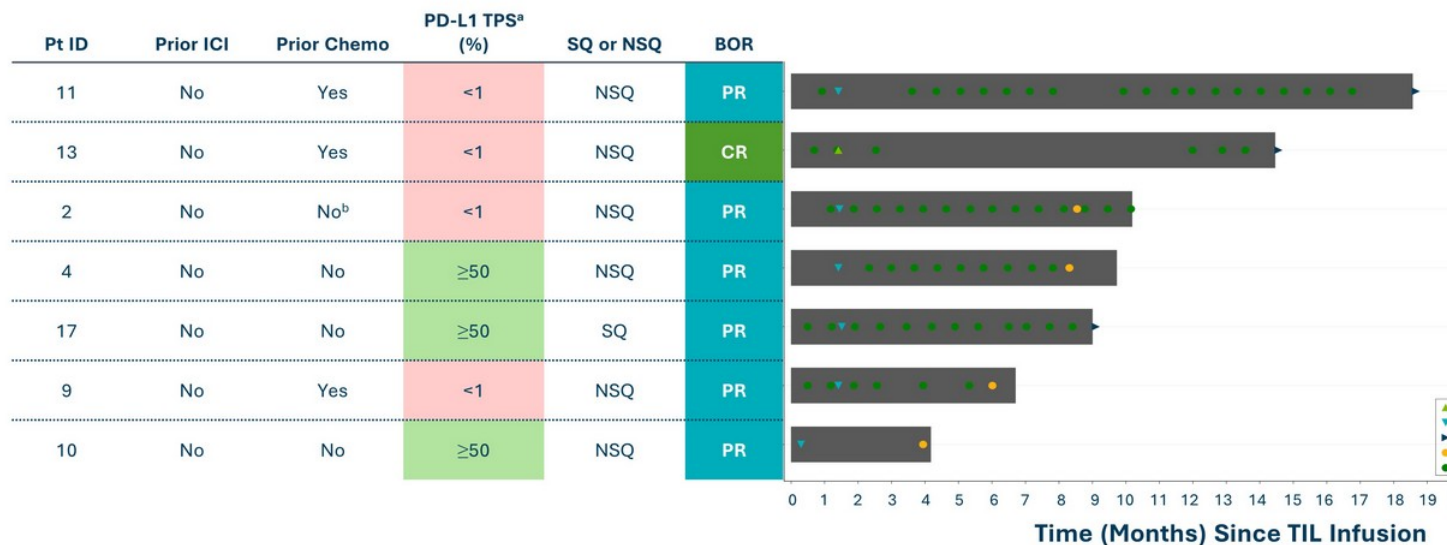 Pt ID Prior ICI Prior Chemo PD-L1 TPSᵃ (%) SQ or NSQ BOR
11 No Yes <1 NSQ PR
13 No Yes <1 NSQ CR
2 No Noᵇ <1 NSQ PR
4 No No ≥50 NSQ PR
17 No No ≥50 SQ PR
9 No Yes <1 NSQ PR
10 No No ≥50 NSQ PR
0 1 2 3 4 5 6 7 8 9 10 11 12 13 14 15 16 17 18 19
Time (Months) Since TIL Infusion